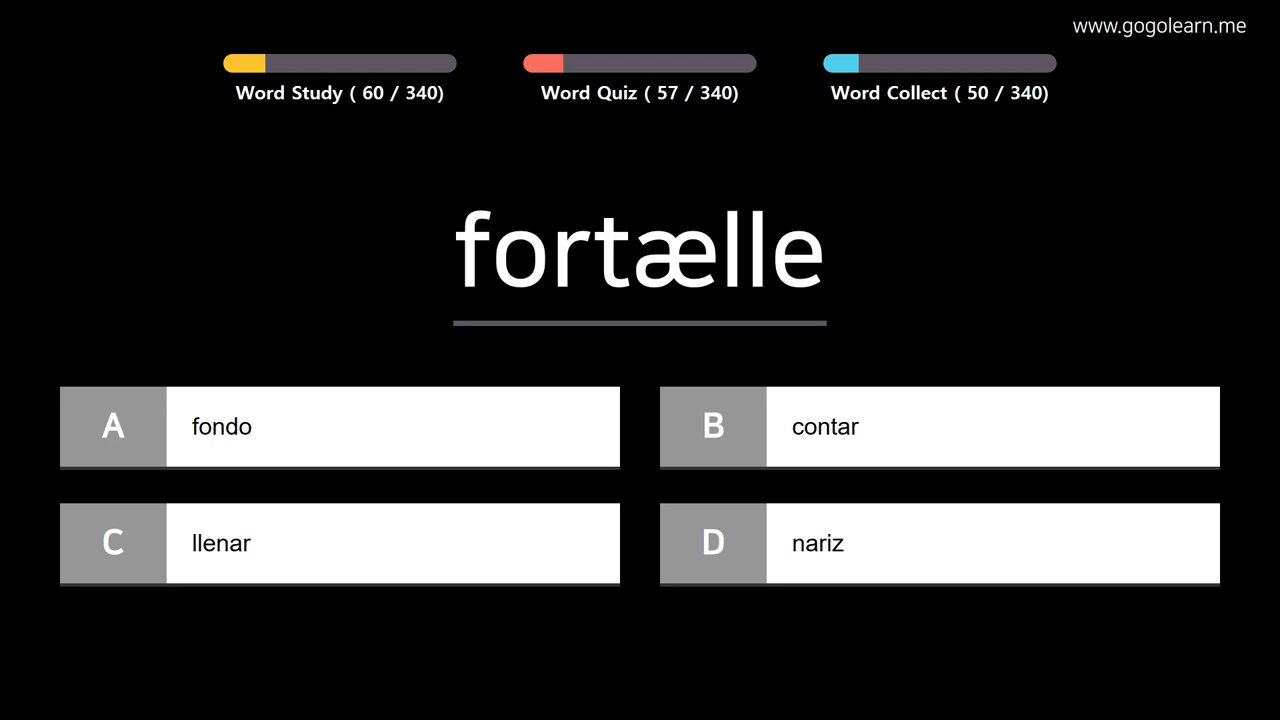 www.gogolearn.me
Word Study ( 60 / 340)
Word Quiz ( 57 / 340)
Word Collect ( 50 / 340)
fortælle
A fondo
B contar
C llenar
D nariz